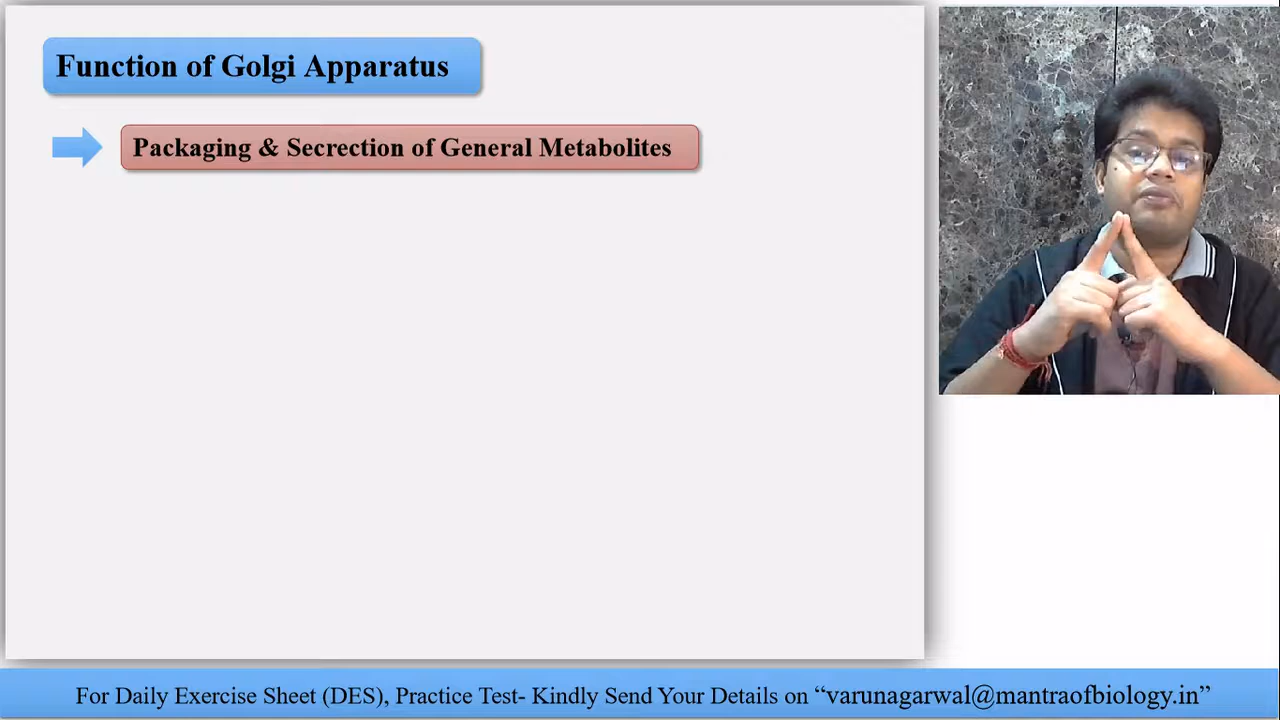 Function of Golgi Apparatus
Packaging & Secrection of General Metabolites
For Daily Exercise Sheet (DES), Practice Test- Kindly Send Your Details on “varunagarwal@mantraofbiology.in”